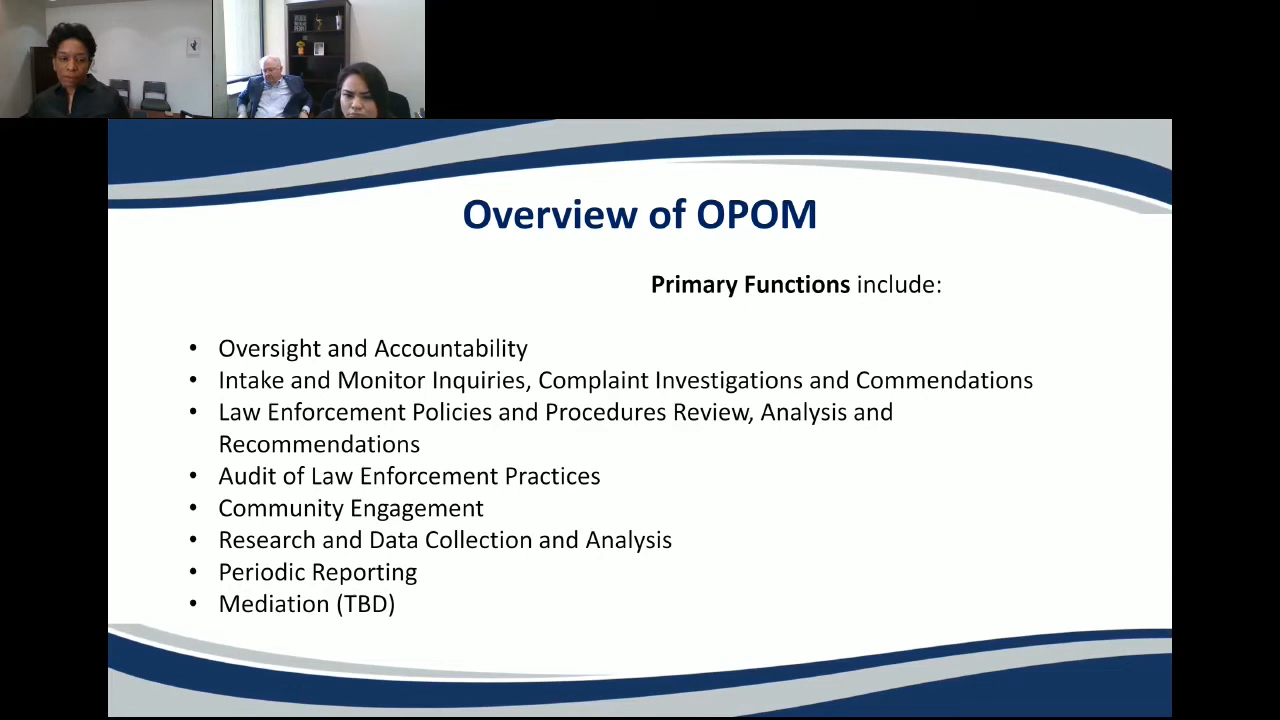 Overview of OPOM
Primary Functions include:
• Oversight and Accountability
• Intake and Monitor Inquiries, Complaint Investigations and Commendations
• Law Enforcement Policies and Procedures Review, Analysis and
Recommendations
• Audit of Law Enforcement Practices
• Community Engagement
• Research and Data Collection and Analysis
• Periodic Reporting
• Mediation (TBD)